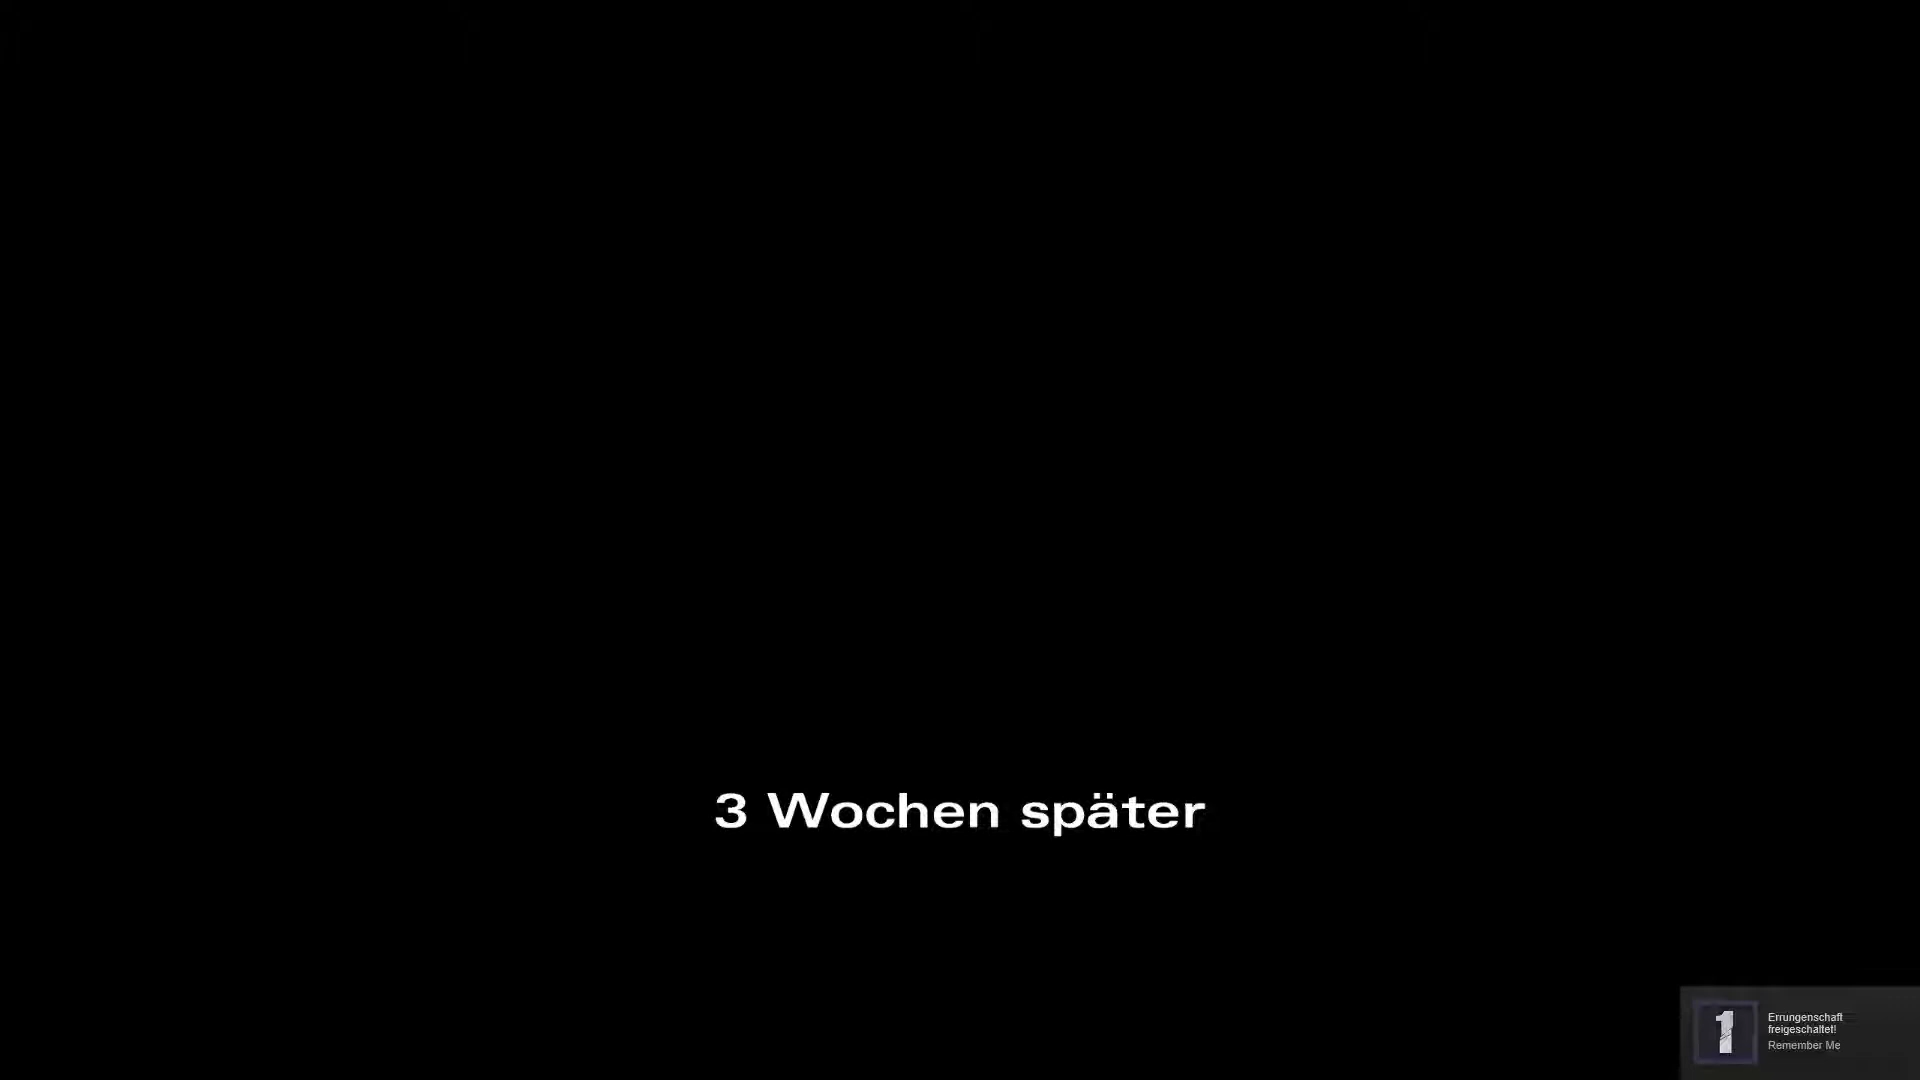 3 Wochen später
1
Errungenschaft
freigeschaltet!
Remember Me